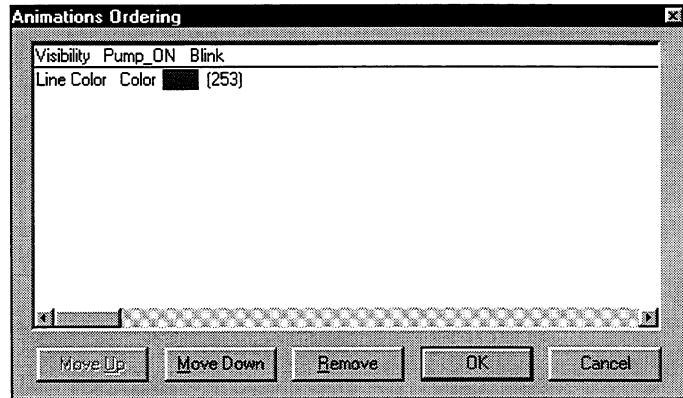 Animations Ordering
Visibility Pump_ON Blink
Line Color Color (253)
Move Up Move Down Remove OK Cancel